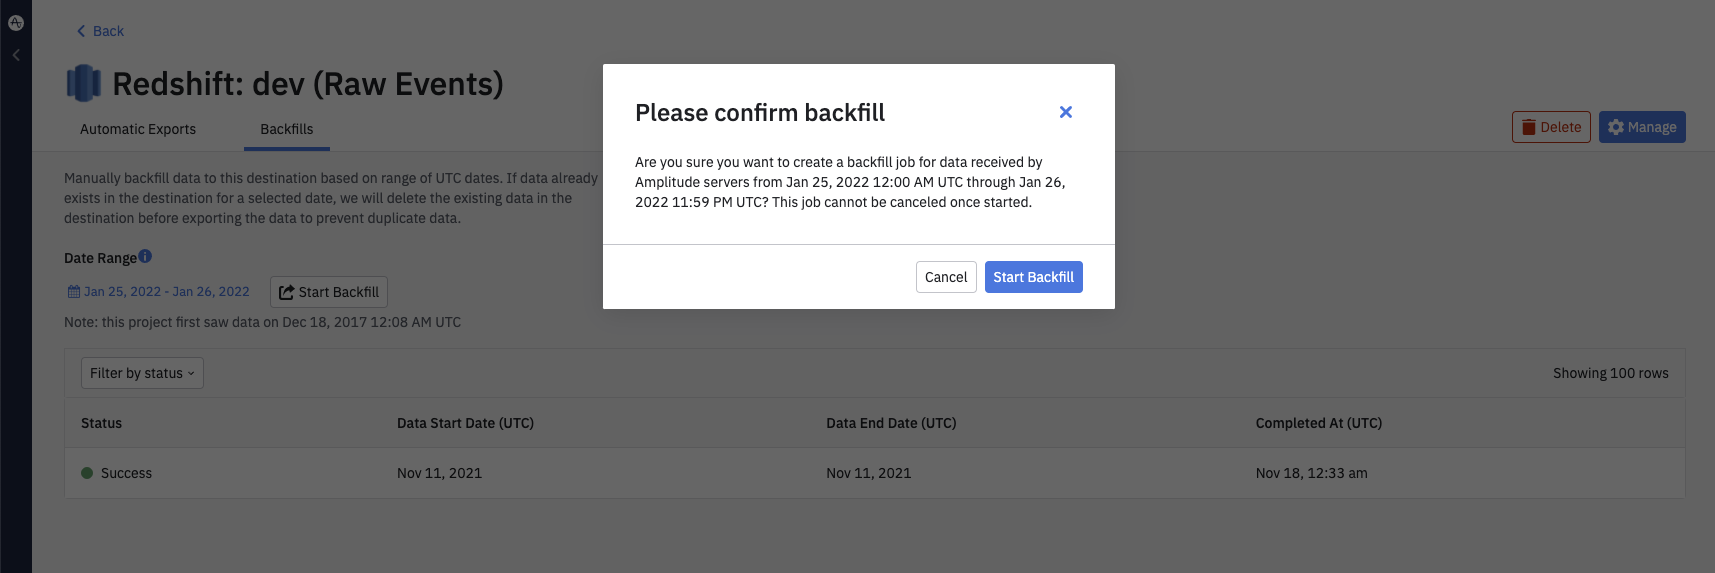 Back
Redshift: dev (Raw Events)
Automatic Exports
Backfills
Delete
Manage
Manually backfill data to this destination based on range of UTC dates. If data already
exists in the destination for a selected date, we will delete the existing data in the
destination before exporting the data to prevent duplicate data.
Date Range
Jan 25, 2022 - Jan 26, 2022
Start Backfill
Note: this project first saw data on Dec 18, 2017 12:08 AM UTC
Please confirm backfill
Are you sure you want to create a backfill job for data received by
Amplitude servers from Jan 25, 2022 12:00 AM UTC through Jan 26,
2022 11:59 PM UTC? This job cannot be canceled once started.
Cancel
Start Backfill
Filter by status
Showing 100 rows
Status
Data Start Date (UTC)
Data End Date (UTC)
Completed At (UTC)
Success
Nov 11, 2021
Nov 11, 2021
Nov 18, 12:33 am